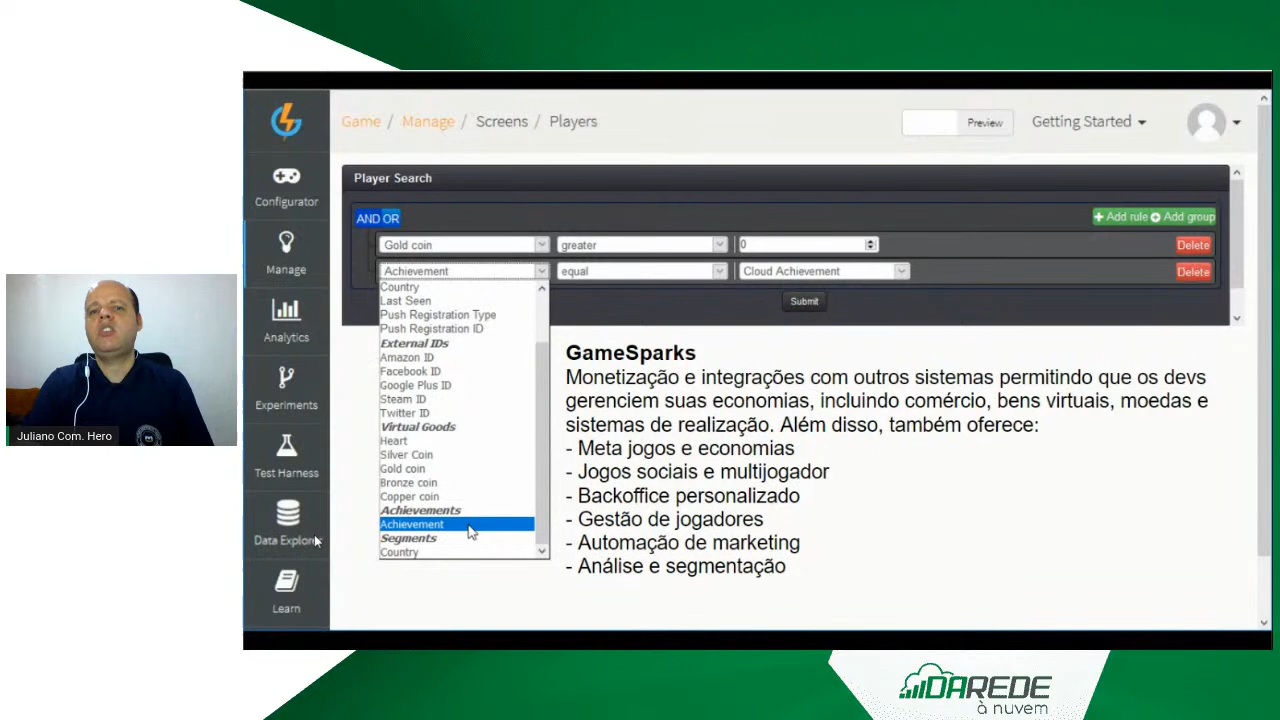 Game / Manage / Screens / Players
Preview
Getting Started
Configurator
Manage
Analytics
Experiments
Test Harness
Data Explore
Learn
Player Search
AND OR
Add rule Add group
Gold coin greater 0 Delete
Achievement equal Cloud Achievement Delete
Submit
Country
Last Seen
Push Registration Type
Push Registration ID
External IDs
Amazon ID
Facebook ID
Google Plus ID
Steam ID
Twitter ID
Virtual Goods
Heart
Silver Coin
Gold coin
Bronze coin
Copper coin
Achievements
Achievement
Segments
Country
GameSparks
Monetização e integrações com outros sistemas permitindo que os devs
gerenciem suas economias, incluindo comércio, bens virtuais, moedas e
sistemas de realização. Além disso, também oferece:
- Meta jogos e economias
- Jogos sociais e multijogador
- Backoffice personalizado
- Gestão de jogadores
- Automação de marketing
- Análise e segmentação
Juliano Com. Hero
DAREDE
à nuvem